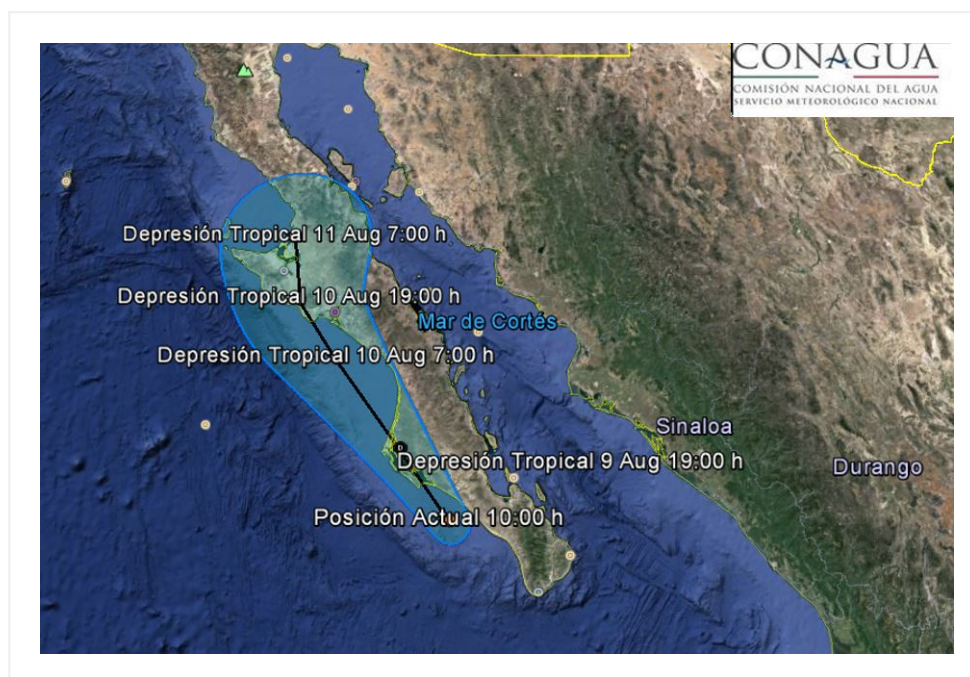 CONAGUA
COMISIÓN NACIONAL DEL AGUA
SERVICIO METEOROLÓGICO NACIONAL
Depresión Tropical 11 Aug 7:00 h
Depresión Tropical 10 Aug 19:00 h
Mar de Cortés
Depresión Tropical 10 Aug 7:00 h
Sinaloa
Depresión Tropical 9 Aug 19:00 h
Durango
Posición Actual 10:00 h